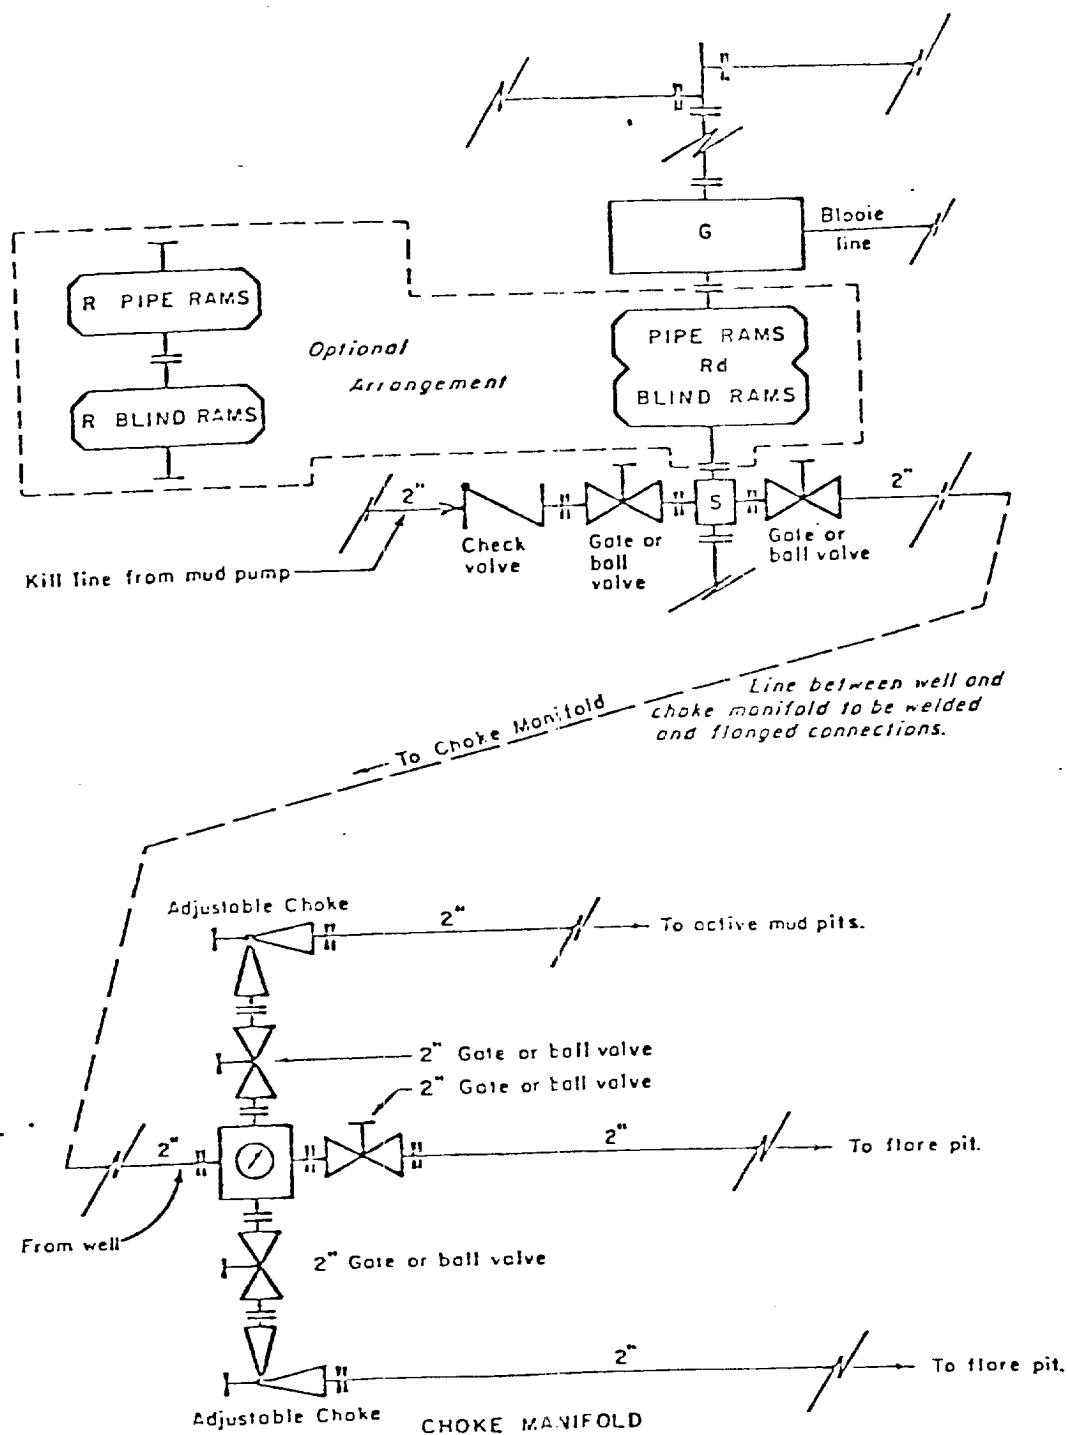 G
Blooie
line
R PIPE RAMS
PIPE RAMS
Rd
BLIND RAMS
Optional
Arrangement
R BLIND RAMS
2"
S
2"
Check
valve
Gate or
ball
valve
Gate or
ball valve
Kill line from mud pump
Line between well and
choke manifold to be welded
and flanged connections.
To Choke Manifold
Adjustable Choke
2"
To active mud pits.
2" Gate or ball valve
2" Gate or ball valve
2"
2"
To flare pit.
From well
2" Gate or ball valve
2"
To flare pit.
Adjustable Choke
CHOKE MANIFOLD